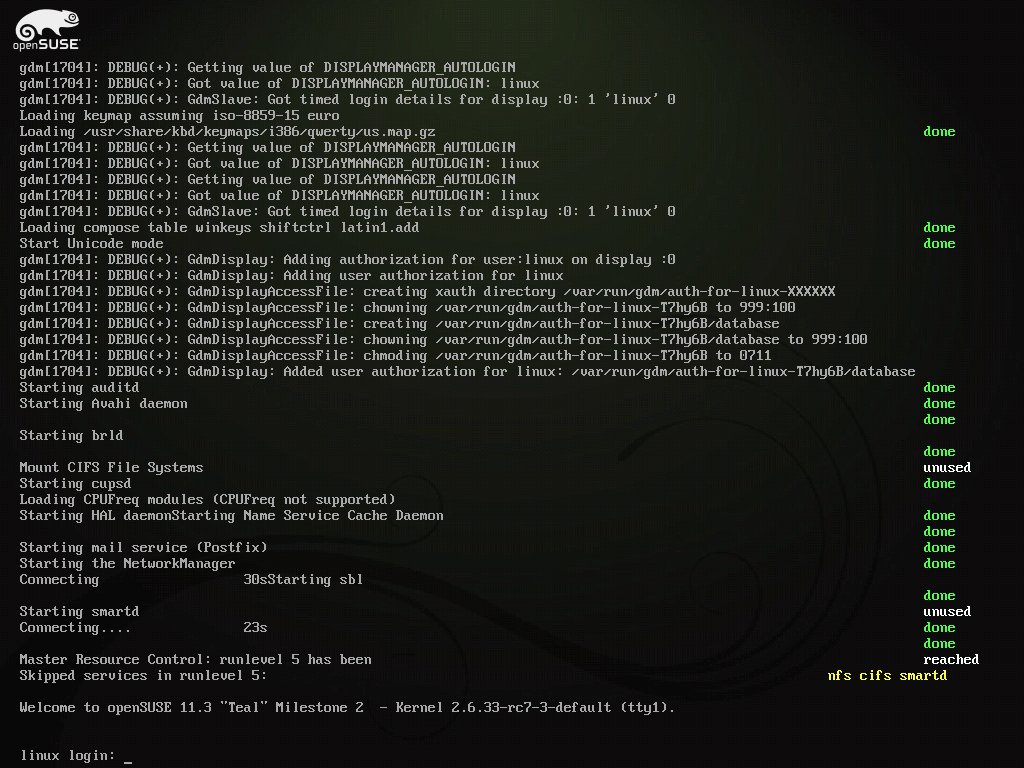 openSUSE
gdm[1704]: DEBUG(+): Getting value of DISPLAYMANAGER_AUTOLOGIN
gdm[1704]: DEBUG(+): Got value of DISPLAYMANAGER_AUTOLOGIN: linux
gdm[1704]: DEBUG(+): GdmSlave: Got timed login details for display :0: 1 'linux' 0
Loading keymap assuming iso-8859-15 euro
Loading /usr/share/kbd/keymaps/i386/qwerty/us.map.gz done
gdm[1704]: DEBUG(+): Getting value of DISPLAYMANAGER_AUTOLOGIN
gdm[1704]: DEBUG(+): Got value of DISPLAYMANAGER_AUTOLOGIN: linux
gdm[1704]: DEBUG(+): Getting value of DISPLAYMANAGER_AUTOLOGIN
gdm[1704]: DEBUG(+): Got value of DISPLAYMANAGER_AUTOLOGIN: linux
gdm[1704]: DEBUG(+): GdmSlave: Got timed login details for display :0: 1 'linux' 0
Loading compose table winkeys shiftctrl latin1.add done
Start Unicode mode done
gdm[1704]: DEBUG(+): GdmDisplay: Adding authorization for user:linux on display :0
gdm[1704]: DEBUG(+): GdmDisplay: Adding user authorization for linux
gdm[1704]: DEBUG(+): GdmDisplayAccessFile: creating xauth directory /var/run/gdm/auth-for-linux-XXXXXX
gdm[1704]: DEBUG(+): GdmDisplayAccessFile: chowning /var/run/gdm/auth-for-linux-T7hy6B to 999:100
gdm[1704]: DEBUG(+): GdmDisplayAccessFile: creating /var/run/gdm/auth-for-linux-T7hy6B/database
gdm[1704]: DEBUG(+): GdmDisplayAccessFile: chowning /var/run/gdm/auth-for-linux-T7hy6B/database to 999:100
gdm[1704]: DEBUG(+): GdmDisplayAccessFile: chmoding /var/run/gdm/auth-for-linux-T7hy6B to 0711
gdm[1704]: DEBUG(+): GdmDisplay: Added user authorization for linux: /var/run/gdm/auth-for-linux-T7hy6B/database
Starting auditd done
Starting Avahi daemon done
done
Starting brld
done
Mount CIFS File Systems unused
Starting cupsd done
Loading CPUFreq modules (CPUFreq not supported)
Starting HAL daemonStarting Name Service Cache Daemon done
done
Starting mail service (Postfix) done
Starting the NetworkManager done
Connecting 30sStarting sbl
done
Starting smartd unused
Connecting.... 23s done
done
Master Resource Control: runlevel 5 has been reached
Skipped services in runlevel 5: nfs cifs smartd
Welcome to openSUSE 11.3 "Teal" Milestone 2 - Kernel 2.6.33-rc7-3-default (tty1).
linux login: _